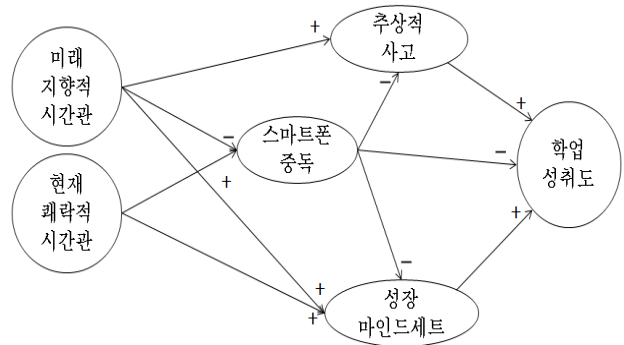 미래
지향적
시간관
현재
쾌락적
시간관
스마트폰
중독
추상적
사고
성장
마인드세트
학업
성취도
+
−
+
+
+
−
−
−
+
+